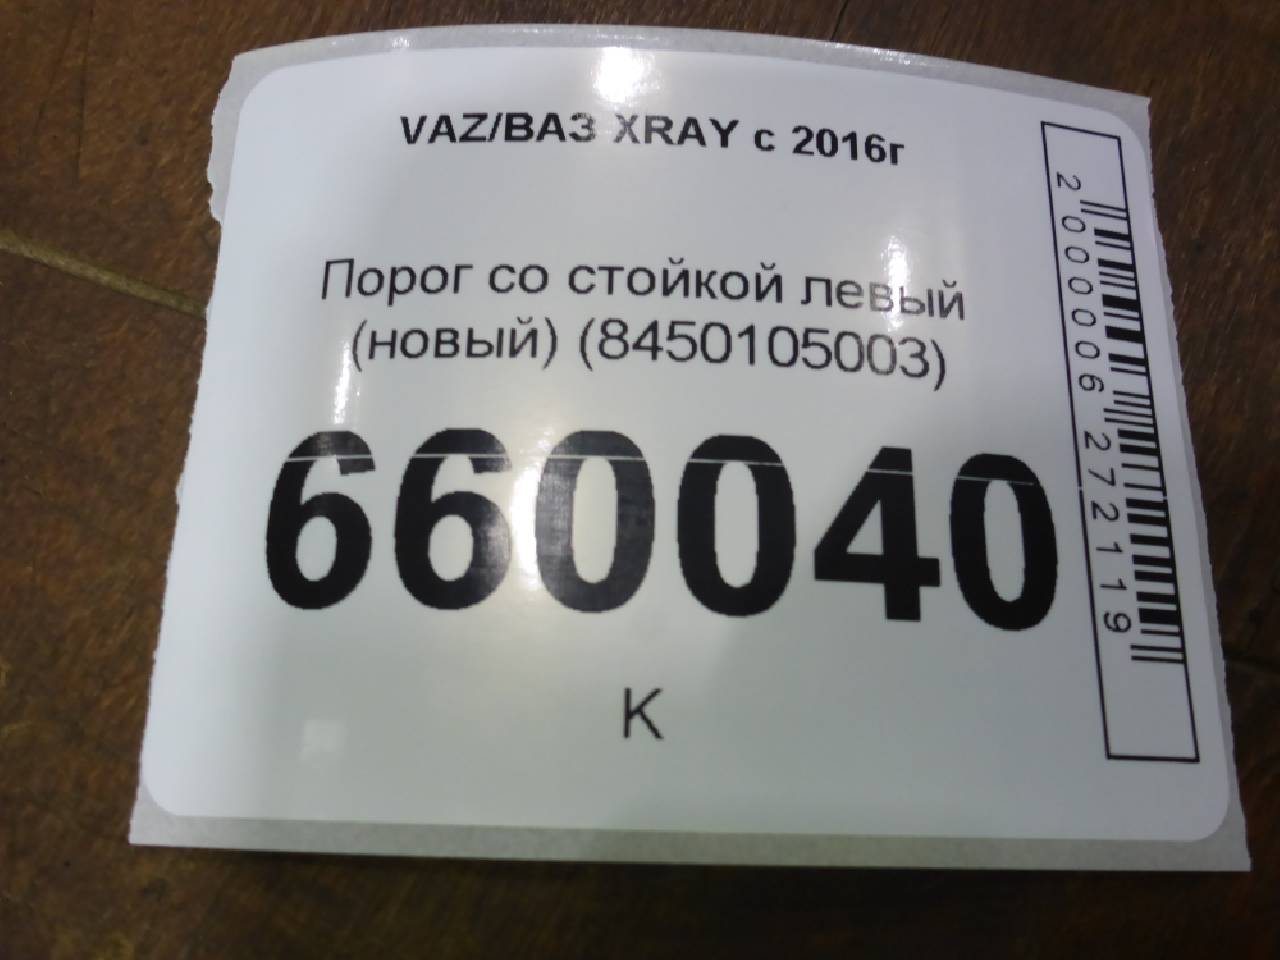 VAZ/ВАЗ XRAY с 2016г
Порог со стойкой левый
(новый) (8450105003)
660040
К
2000006272119